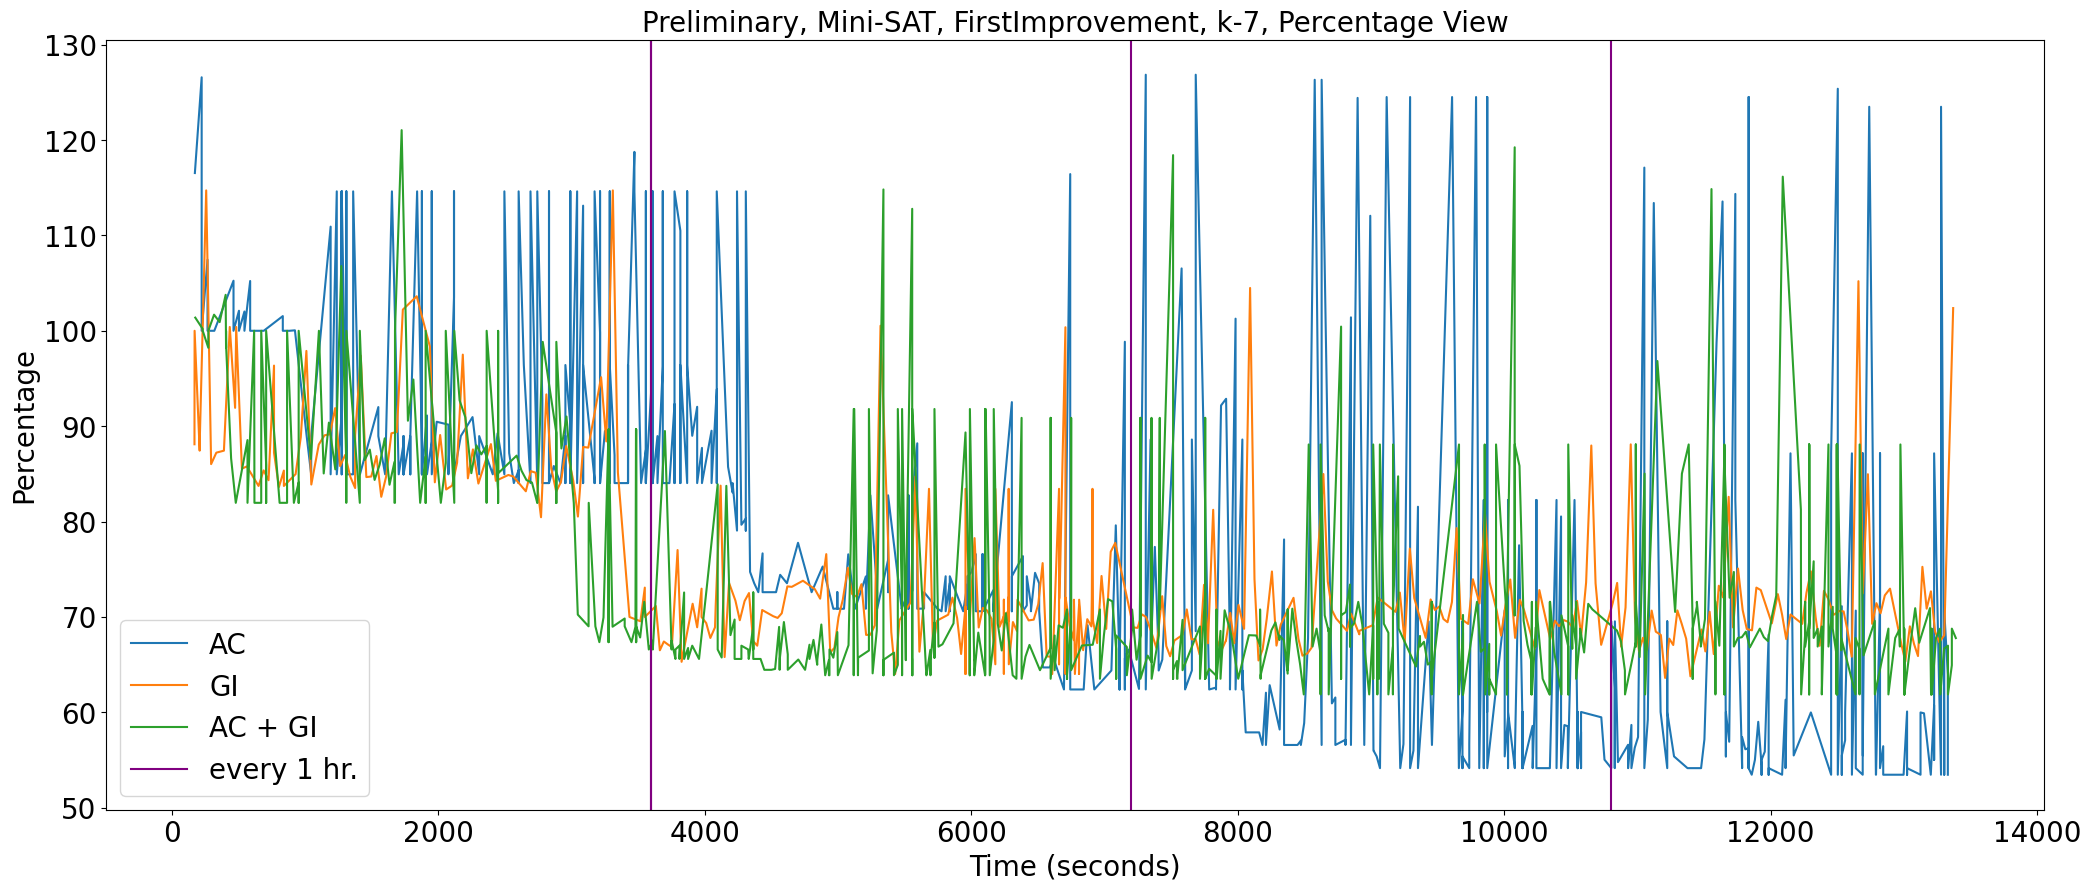 Preliminary, Mini-SAT, FirstImprovement, k-7, Percentage View
130
120
110
100
90
80
70
60
50
Percentage
AC
GI
AC + GI
every 1 hr.
0 2000 4000 6000 8000 10000 12000 14000
Time (seconds)